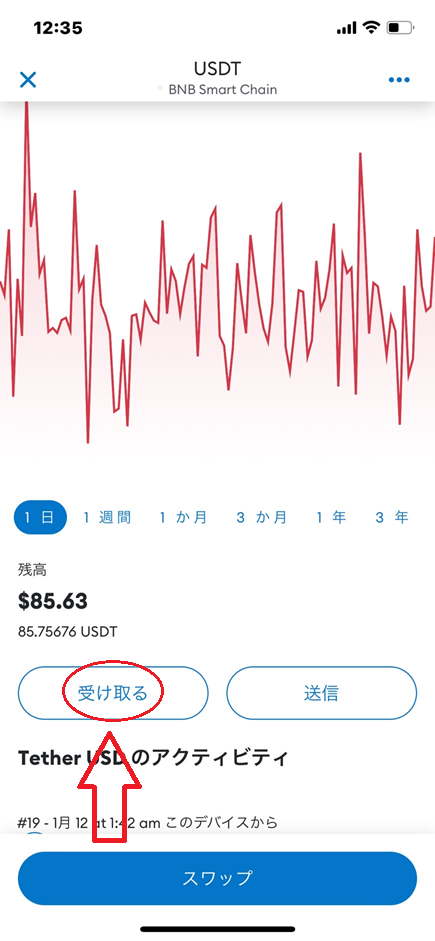 12:35
USDT
BNB Smart Chain
1 日 1 週間 1 か月 3 か月 1 年 3 年
残高
$85.63
85.75676 USDT
受け取る 送信
Tether USD のアクティビティ
#19 - 1月 12 at 1:42 am このデバイスから
スワップ